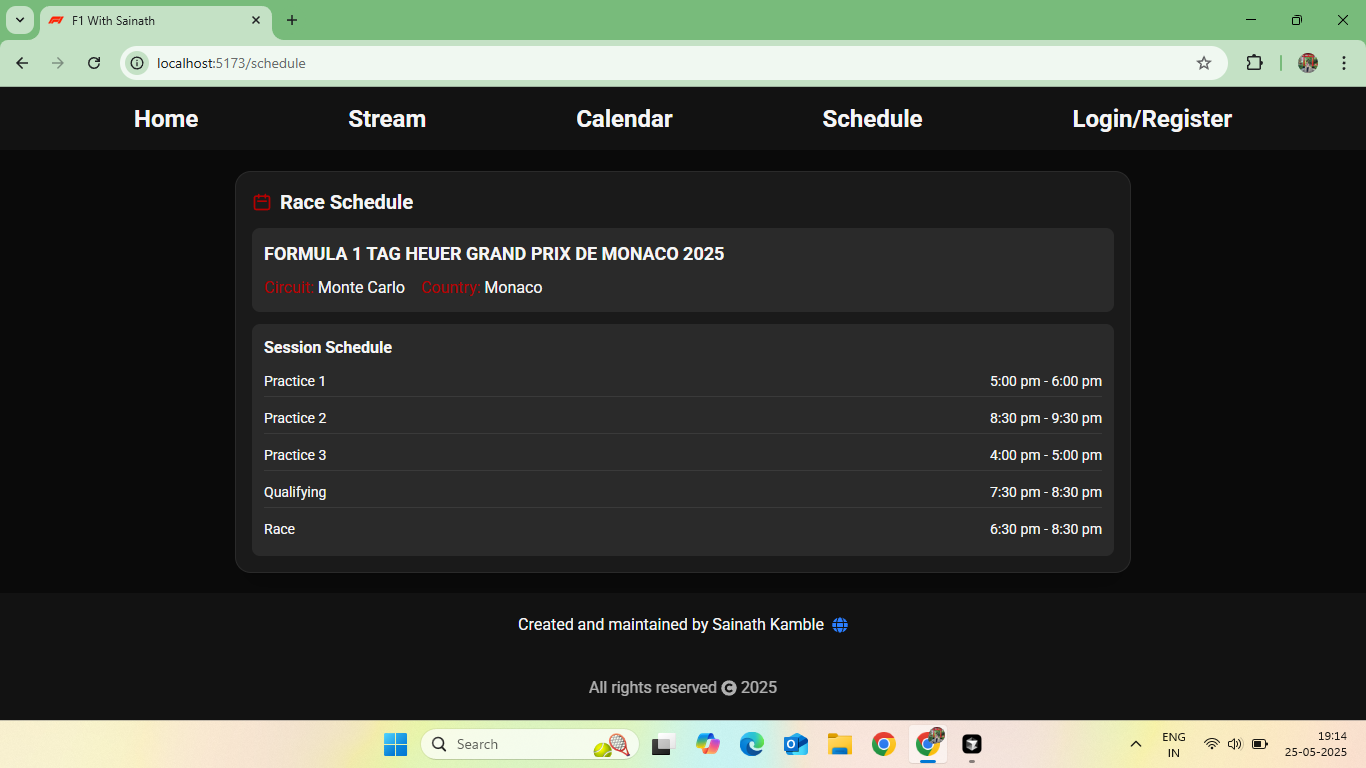 F1 With Sainath
localhost:5173/schedule
Home Stream Calendar Schedule Login/Register
Race Schedule
FORMULA 1 TAG HEUER GRAND PRIX DE MONACO 2025
Circuit: Monte Carlo Country: Monaco
Session Schedule
Practice 1 5:00 pm - 6:00 pm
Practice 2 8:30 pm - 9:30 pm
Practice 3 4:00 pm - 5:00 pm
Qualifying 7:30 pm - 8:30 pm
Race 6:30 pm - 8:30 pm
Created and maintained by Sainath Kamble
All rights reserved © 2025
Search
ENG
IN
19:14
25-05-2025